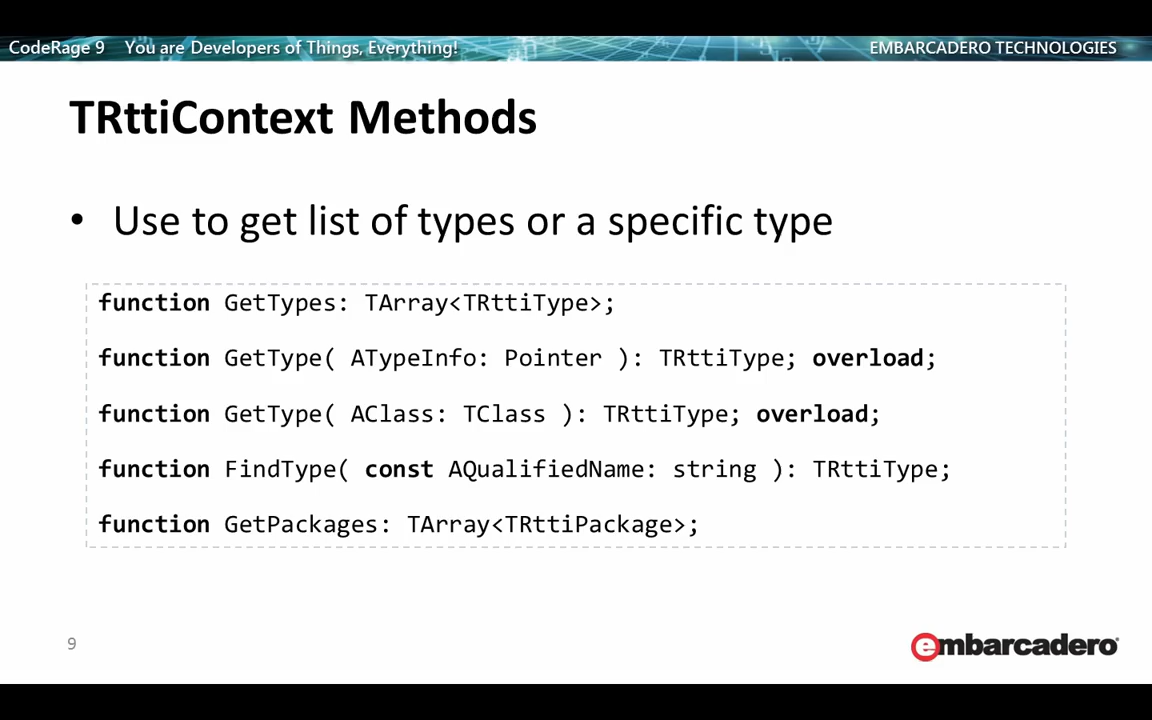 CodeRage 9 You are Developers of Things, Everything!
EMBARCADERO TECHNOLOGIES
TRttiContext Methods
• Use to get list of types or a specific type
function GetTypes: TArray<TRttiType>;
function GetType( ATypeInfo: Pointer ): TRttiType; overload;
function GetType( AClass: TClass ): TRttiType; overload;
function FindType( const AQualifiedName: string ): TRttiType;
function GetPackages: TArray<TRttiPackage>;
9
embarcadero